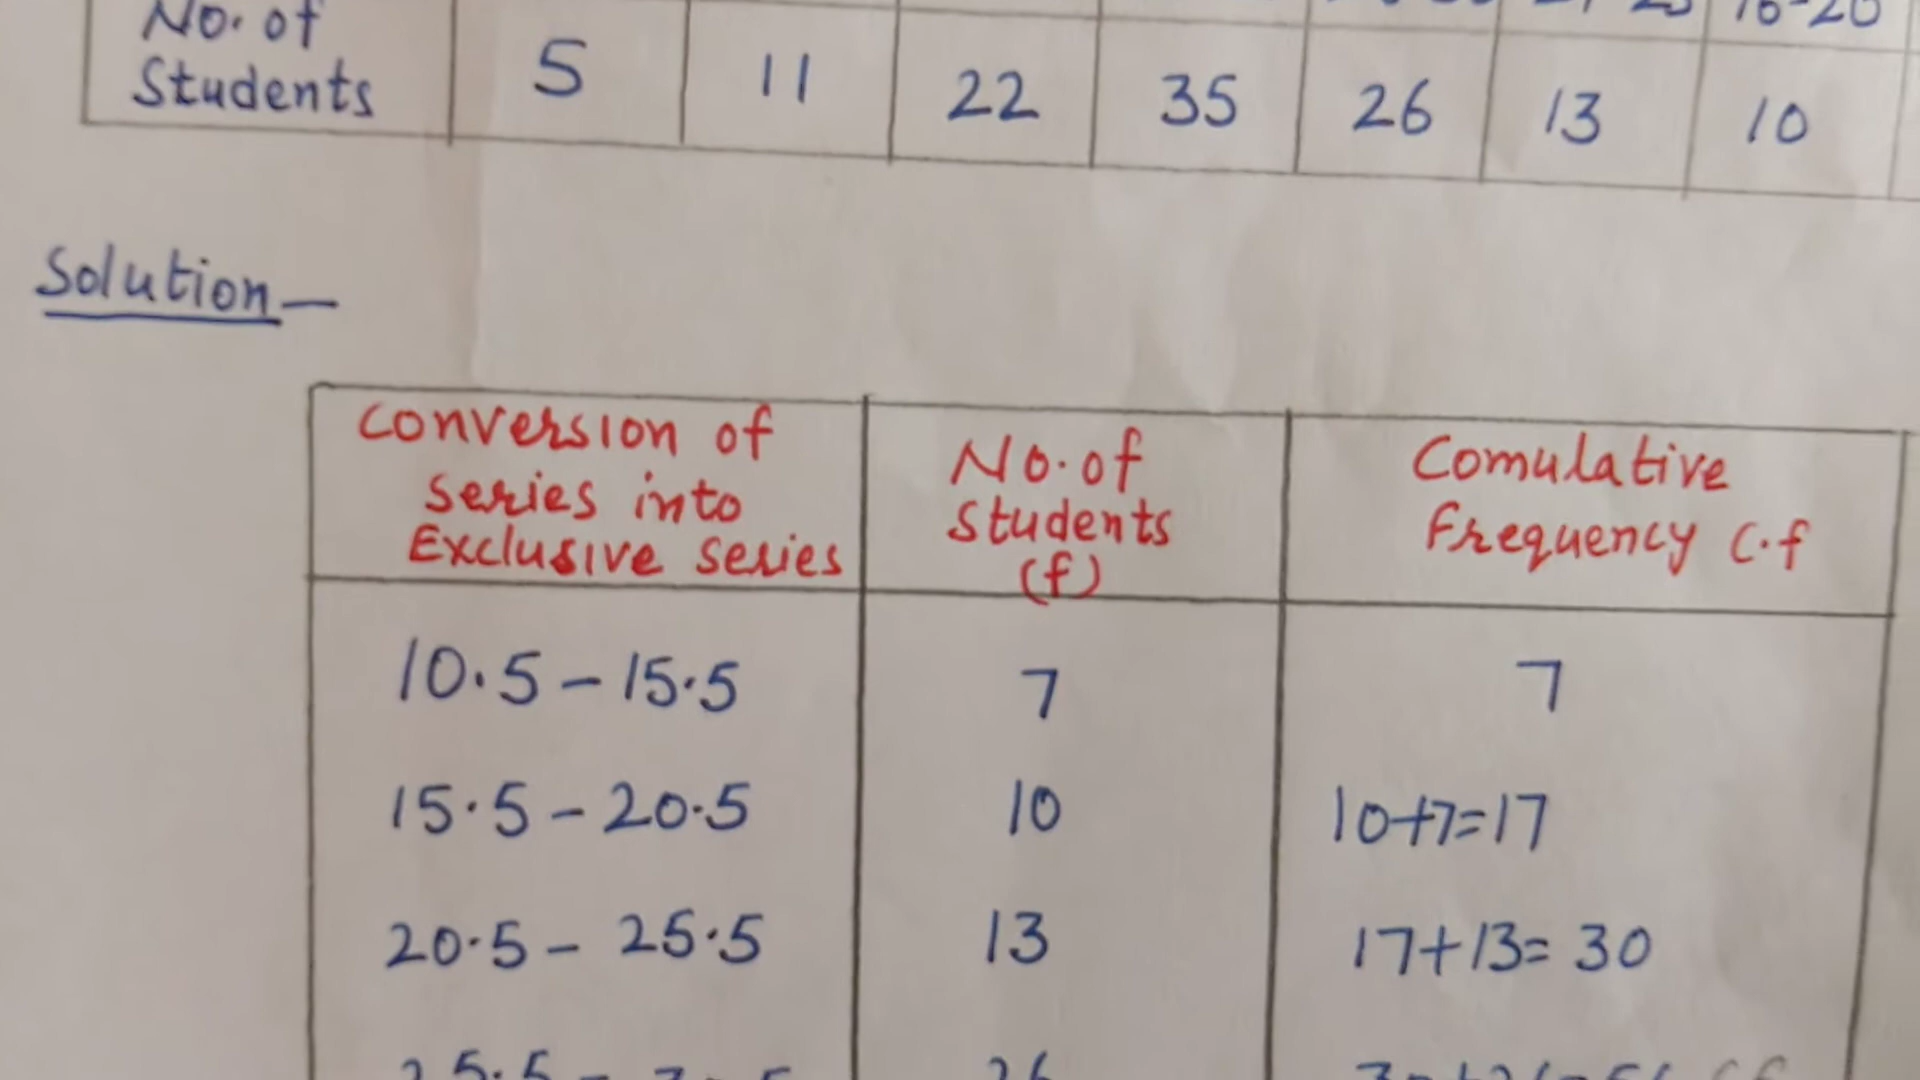 No. of
Students 5 11 22 35 26 13 10
16-20
Solution —
Conversion of
series into
Exclusive series
No. of
Students
(f)
Comulative
Frequency C.f
10.5 – 15.5 7 7
15.5 – 20.5 10 10+7=17
20.5 – 25.5 13 17+13= 30